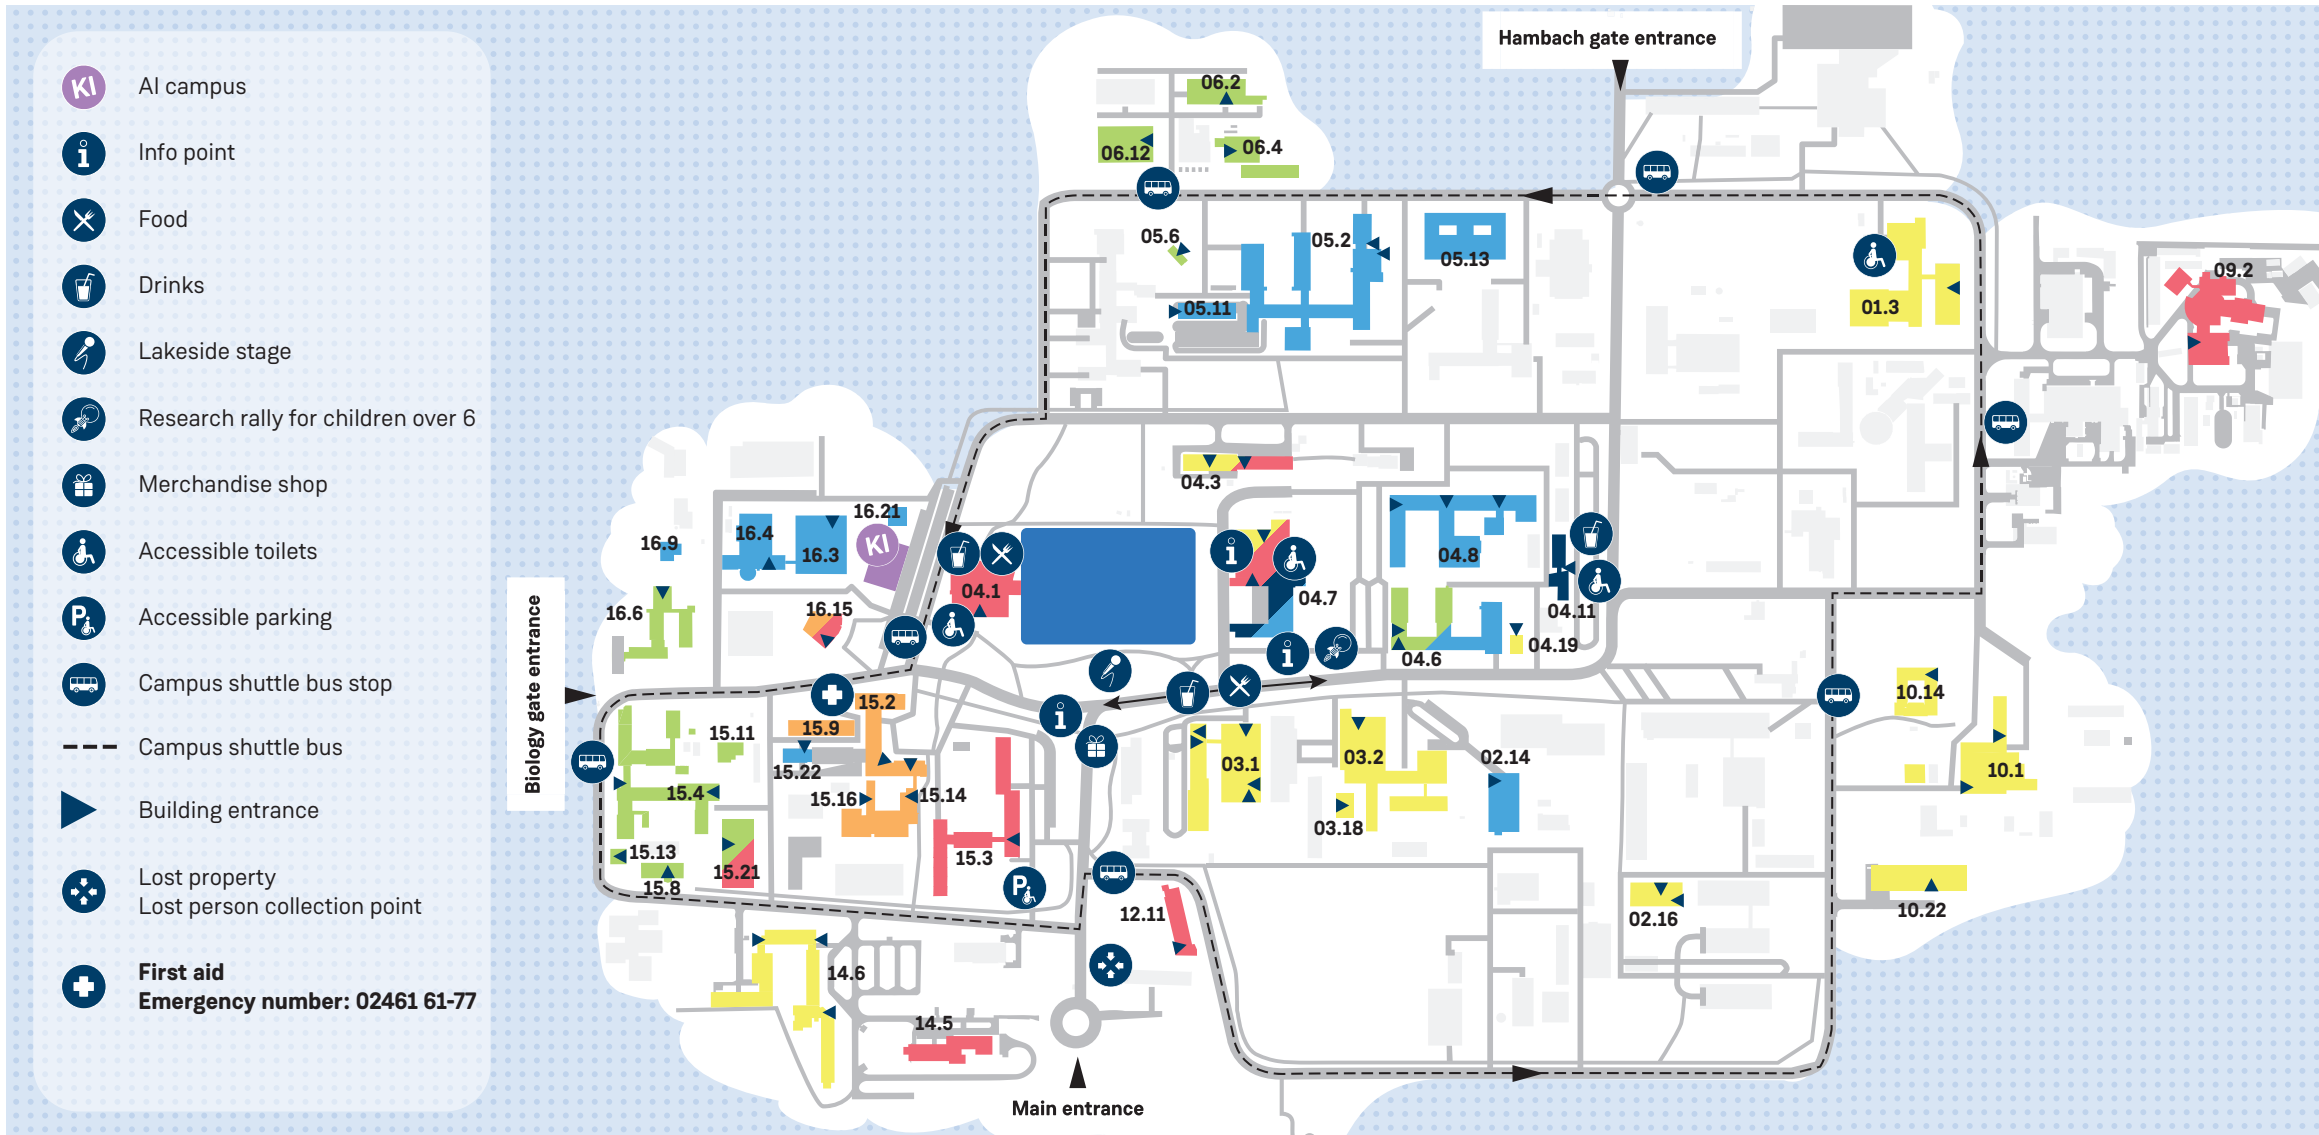 KI AI campus
i Info point
Food
Drinks
Lakeside stage
Research rally for children over 6
Merchandise shop
Accessible toilets
P Accessible parking
Campus shuttle bus stop
Campus shuttle bus
Building entrance
Lost property
Lost person collection point
First aid
Emergency number: 02461 61-77
Hambach gate entrance
06.2
06.12
06.4
05.6
05.2
05.13
05.11
01.3
09.2
04.3
16.21
16.4
16.3
KI
16.9
16.6
16.15
04.1
i
04.7
04.8
04.11
04.6
04.19
i
Biology gate entrance
15.2
15.9
15.11
15.22
15.4
15.16
15.14
15.13
15.8
15.21
15.3
i
P
03.1
03.2
03.18
02.14
10.14
10.1
10.22
02.16
12.11
14.6
14.5
Main entrance